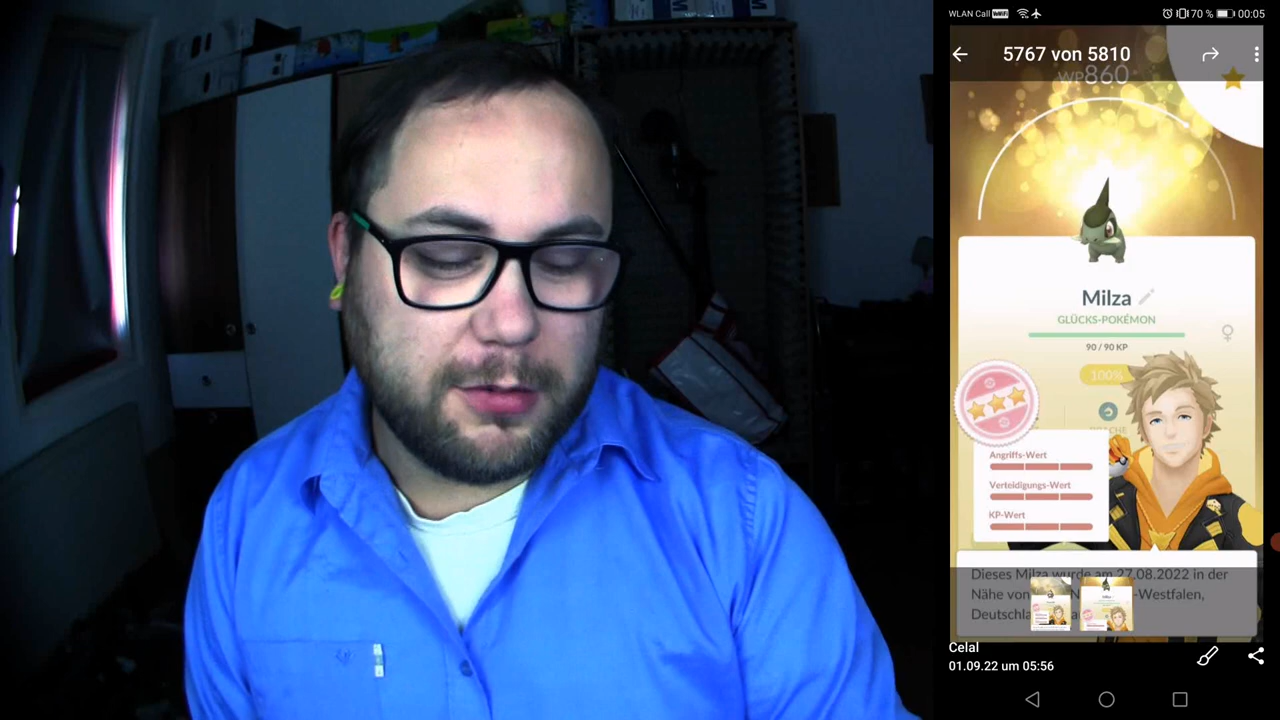 WLAN Call WiFi
70 % 00:05
5767 von 5810
WP860
Milza
GLÜCKS-POKÉMON
90 / 90 KP
100%
Angriffs-Wert
Verteidigungs-Wert
KP-Wert
Dieses Milza wurde am 27.08.2022 in der
Nähe von -Westfalen,
Deutschla
Celal
01.09.22 um 05:56